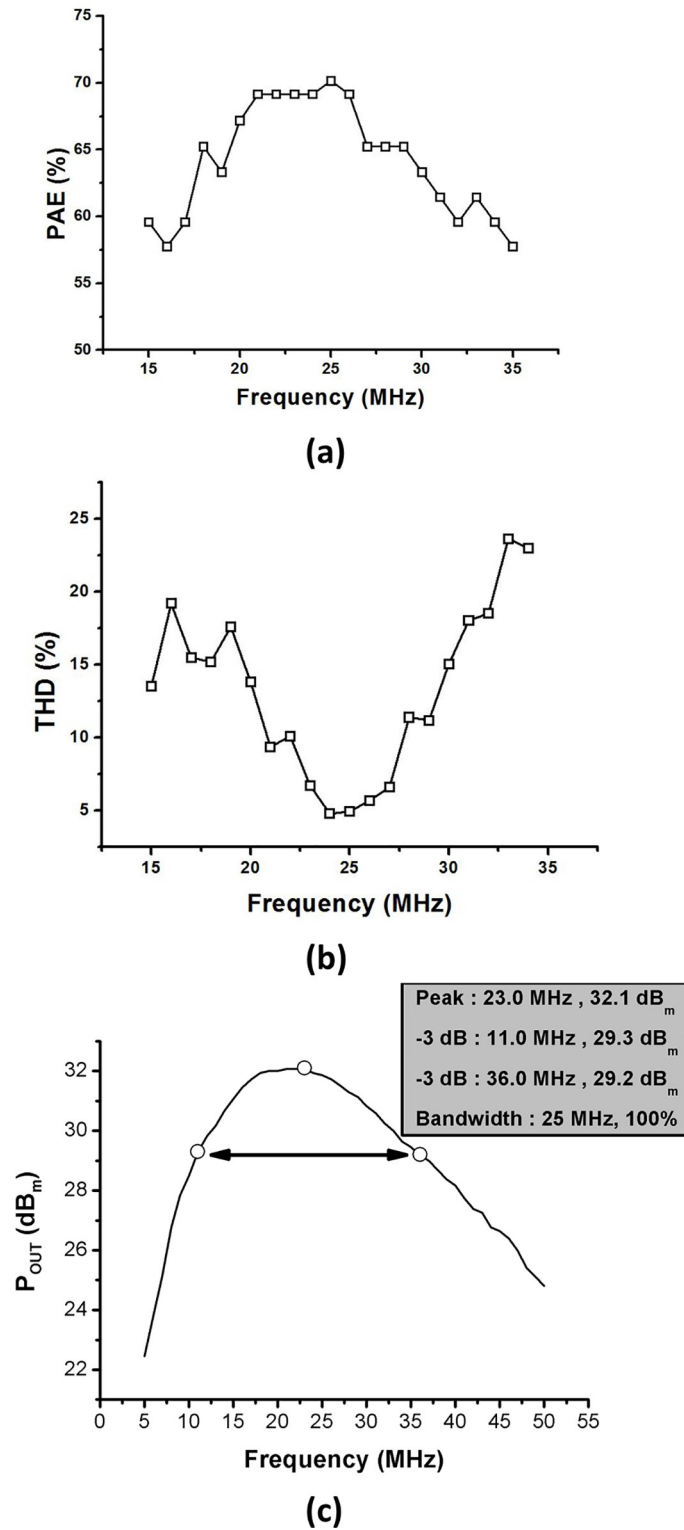 75
70
65
60
55
50
PAE (%)
15 20 25 30 35
Frequency (MHz)
(a)
25
20
15
10
5
THD (%)
15 20 25 30 35
Frequency (MHz)
(b)
Peak : 23.0 MHz , 32.1 dBm
-3 dB : 11.0 MHz , 29.3 dBm
-3 dB : 36.0 MHz , 29.2 dBm
Bandwidth : 25 MHz, 100%
32
30
28
26
24
22
POUT (dBm)
0 5 10 15 20 25 30 35 40 45 50 55
Frequency (MHz)
(c)